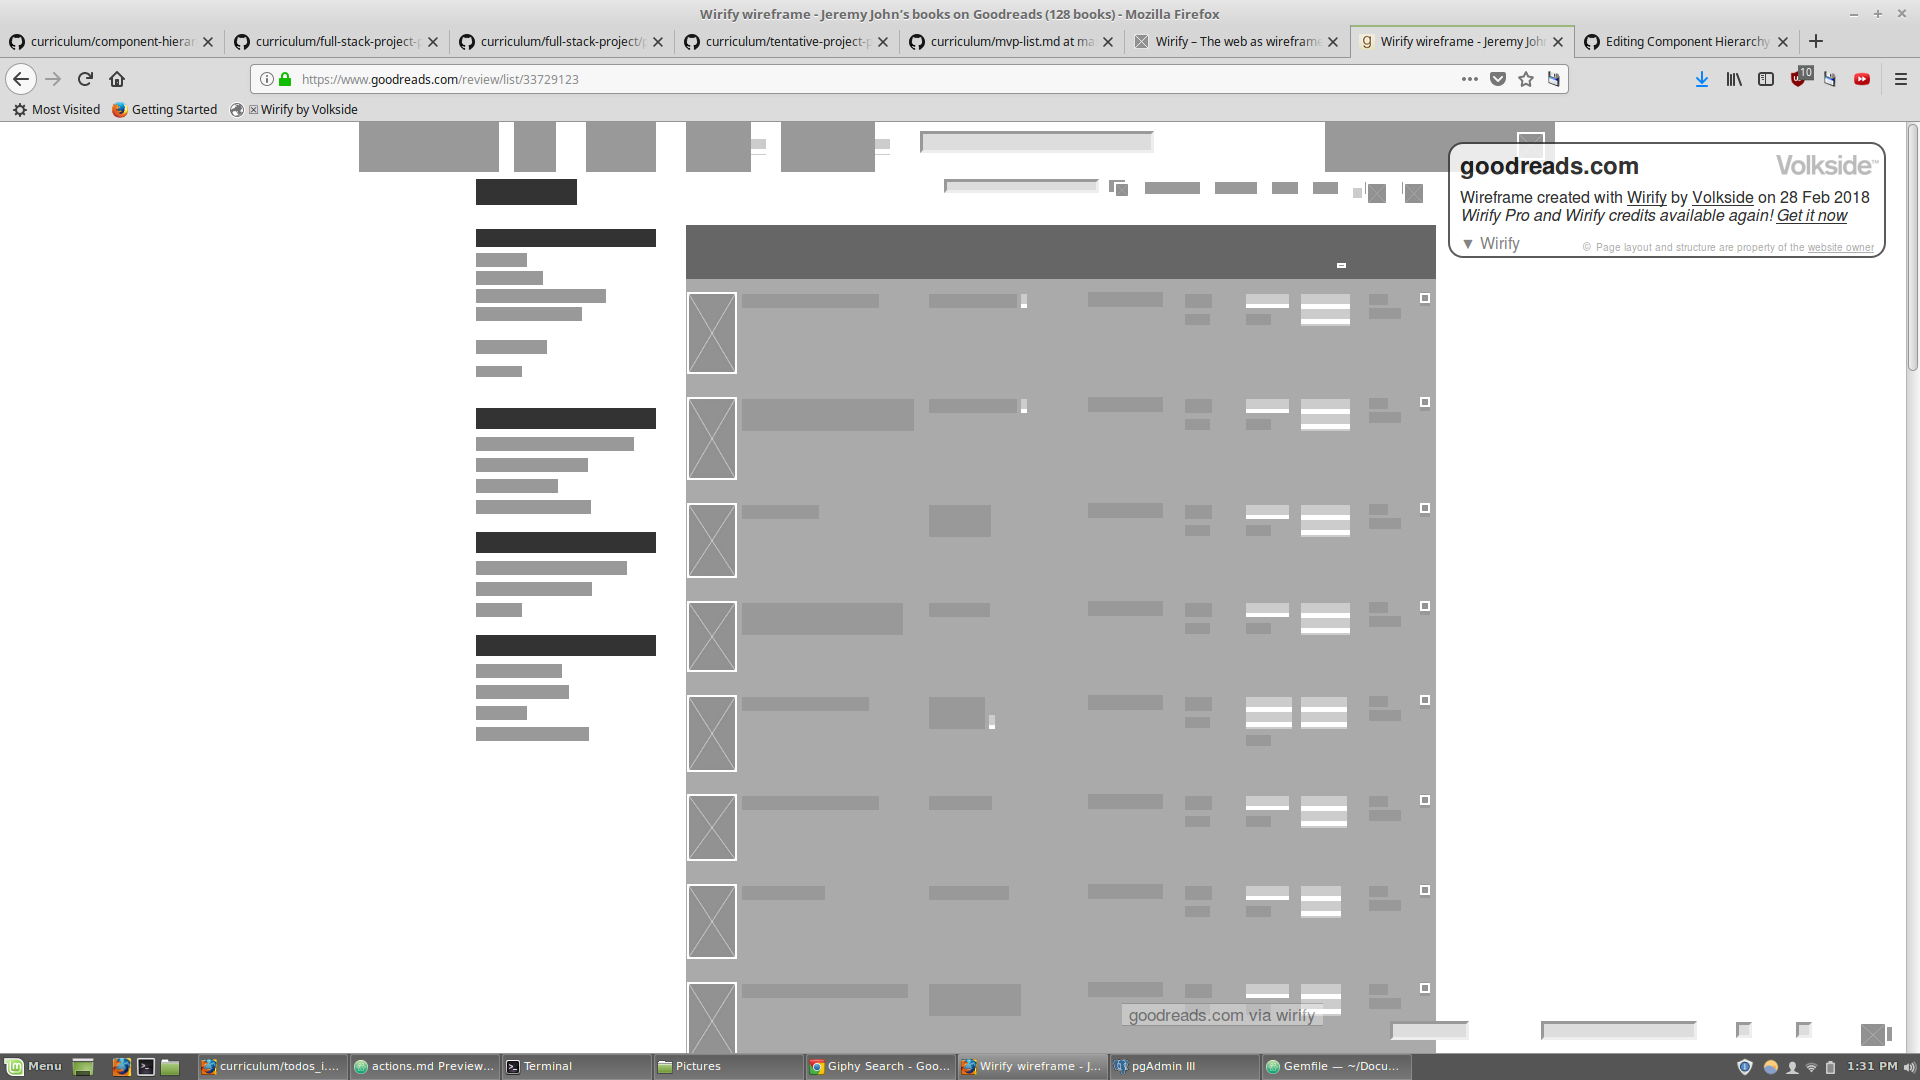 Wirify wireframe - Jeremy John's books on Goodreads (128 books) - Mozilla Firefox
curriculum/component-hierar
curriculum/full-stack-project-
curriculum/full-stack-project/
curriculum/tentative-project-
curriculum/mvp-list.md at ma
Wirify – The web as wireframe
Wirify wireframe - Jeremy Joh
Editing Component Hierarchy
https://www.goodreads.com/review/list/33729123
10
Most Visited
Getting Started
Wirify by Volkside
goodreads.com
Volkside™
Wireframe created with Wirify by Volkside on 28 Feb 2018
Wirify Pro and Wirify credits available again! Get it now
▼ Wirify
© Page layout and structure are property of the website owner
goodreads.com via wirify
Menu
curriculum/todos_i....
actions.md Preview...
Terminal
Pictures
Giphy Search - Goo...
Wirify wireframe - J...
pgAdmin III
Gemfile — ~/Docu...
1:31 PM